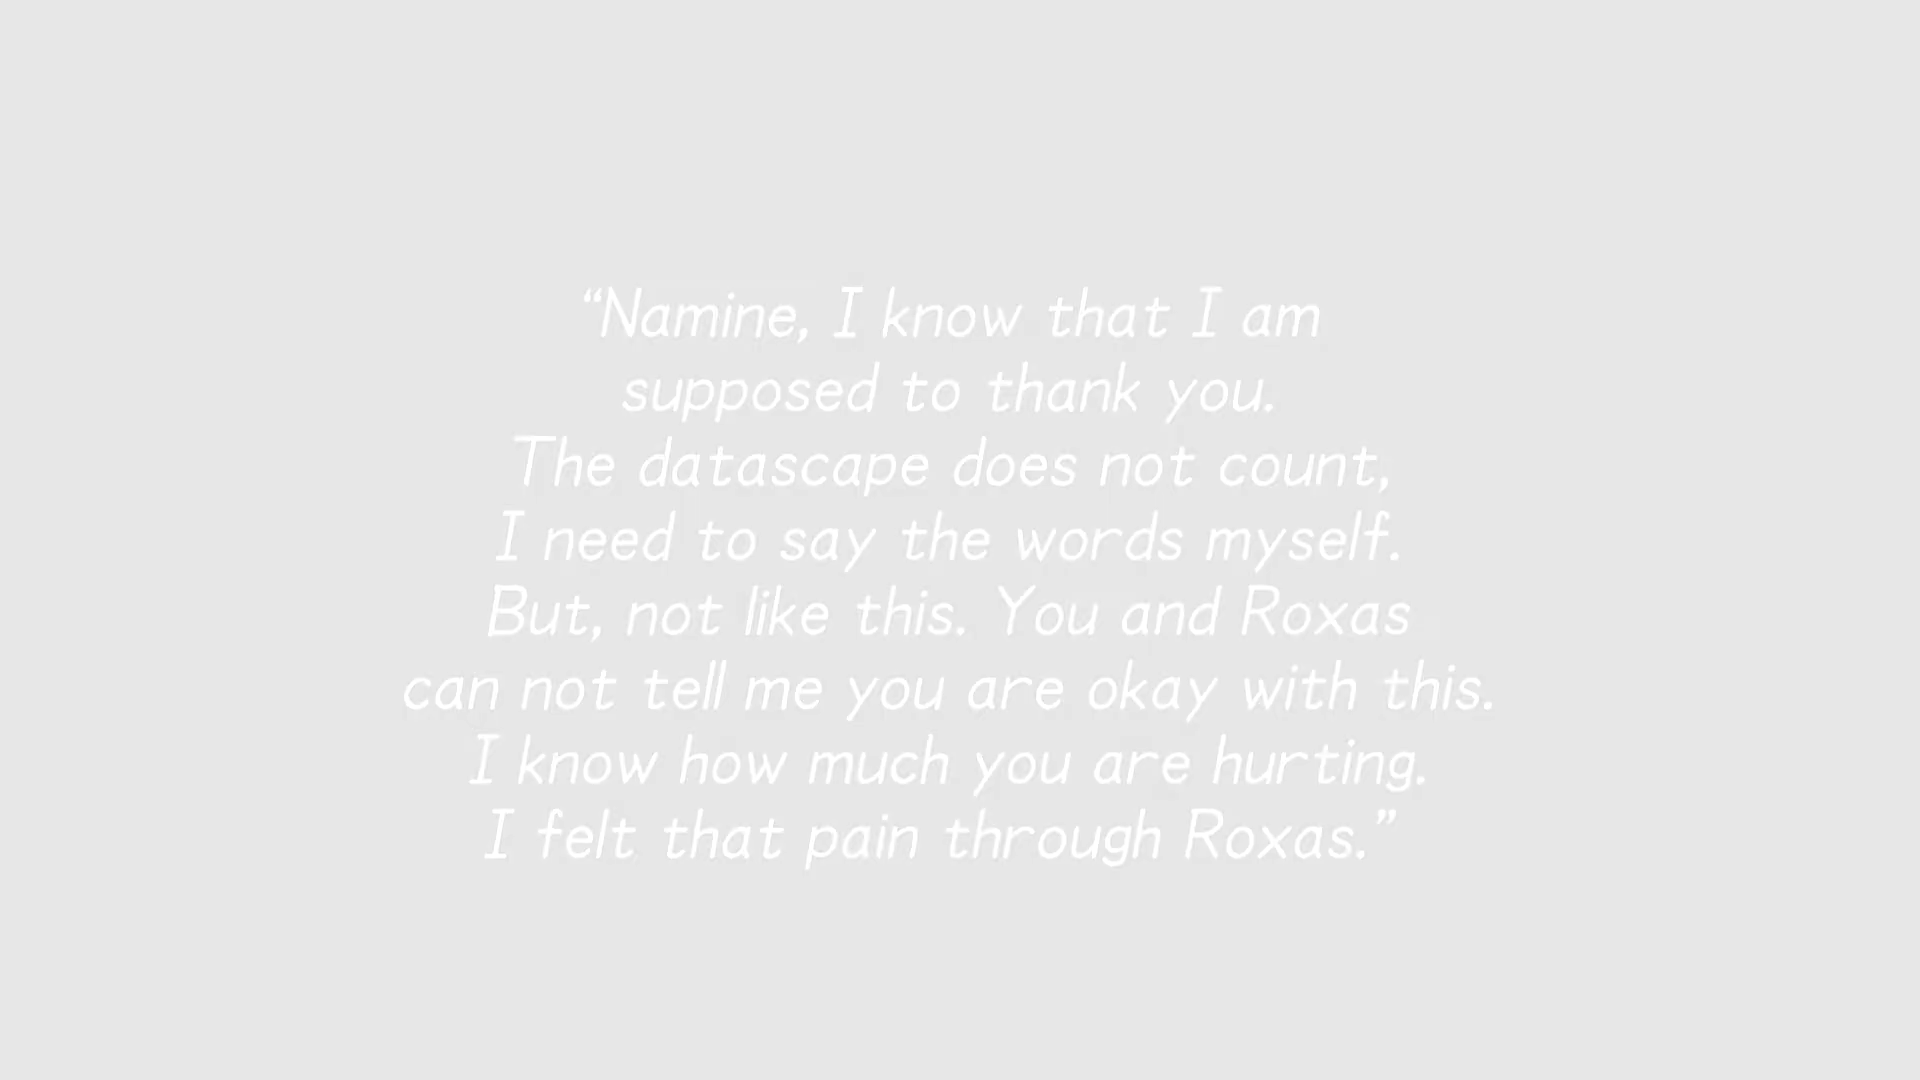 “Namine, I know that I am
supposed to thank you.
The datascape does not count,
I need to say the words myself.
But, not like this. You and Roxas
can not tell me you are okay with this.
I know how much you are hurting.
I felt that pain through Roxas.”